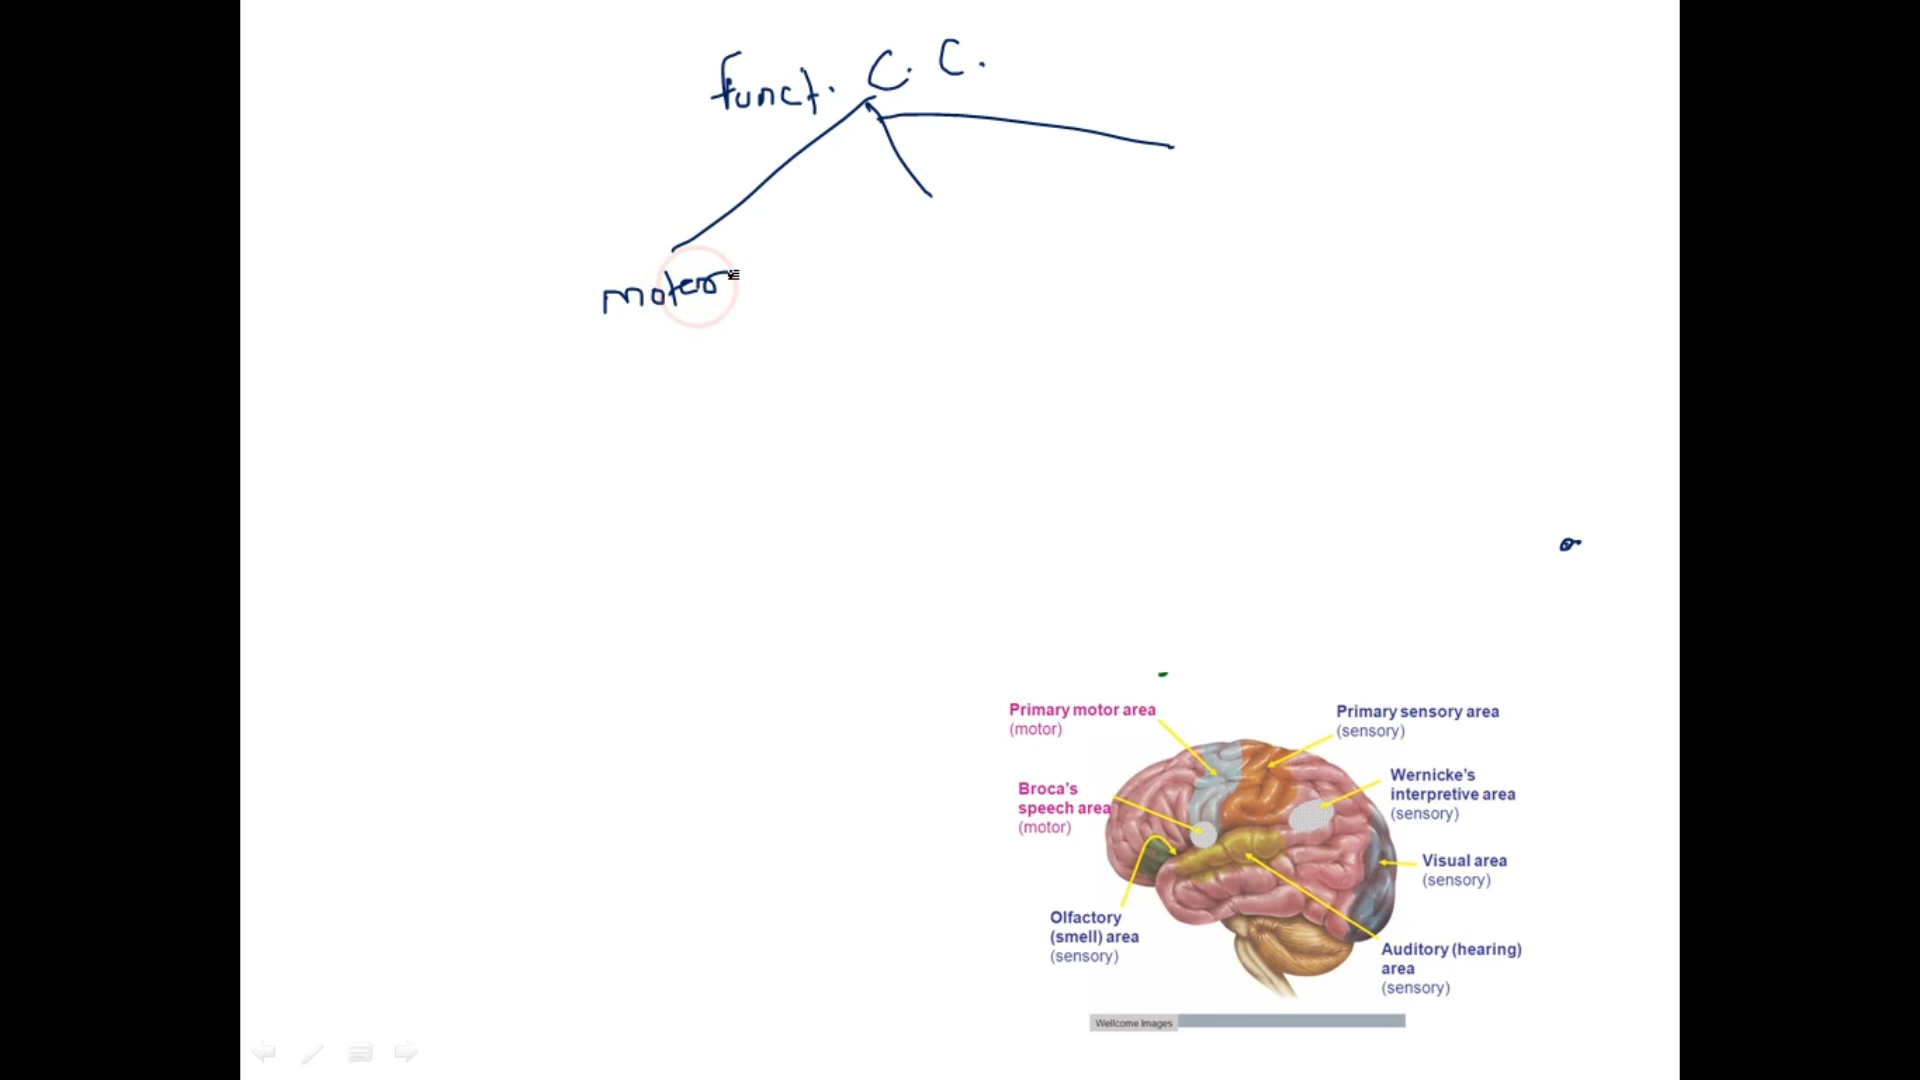 Funct. C. C.
motor
Primary motor area
(motor)
Broca's
speech area
(motor)
Olfactory
(smell) area
(sensory)
Primary sensory area
(sensory)
Wernicke's
interpretive area
(sensory)
Visual area
(sensory)
Auditory (hearing)
area
(sensory)
Wellcome Images